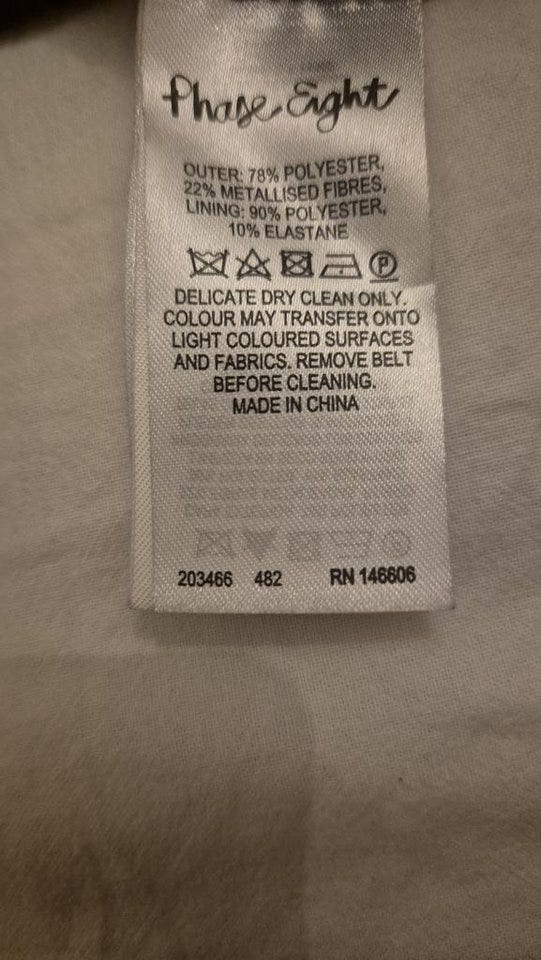 Phase Eight
OUTER: 78% POLYESTER,
22% METALLISED FIBRES,
LINING: 90% POLYESTER,
10% ELASTANE
P
DELICATE DRY CLEAN ONLY.
COLOUR MAY TRANSFER ONTO
LIGHT COLOURED SURFACES
AND FABRICS. REMOVE BELT
BEFORE CLEANING.
MADE IN CHINA
203466 482 RN 146606